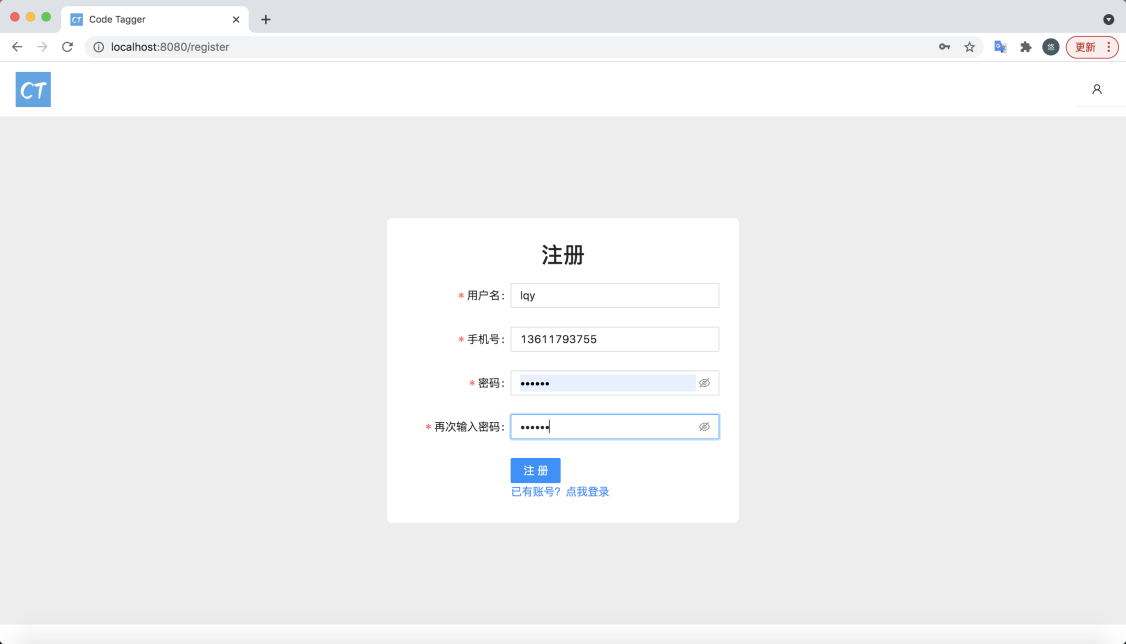 Code Tagger
localhost:8080/register
悠
更新
CT
注册
* 用户名：
lqy
* 手机号：
13611793755
* 密码：
••••••
* 再次输入密码：
••••••
注 册
已有账号？点我登录